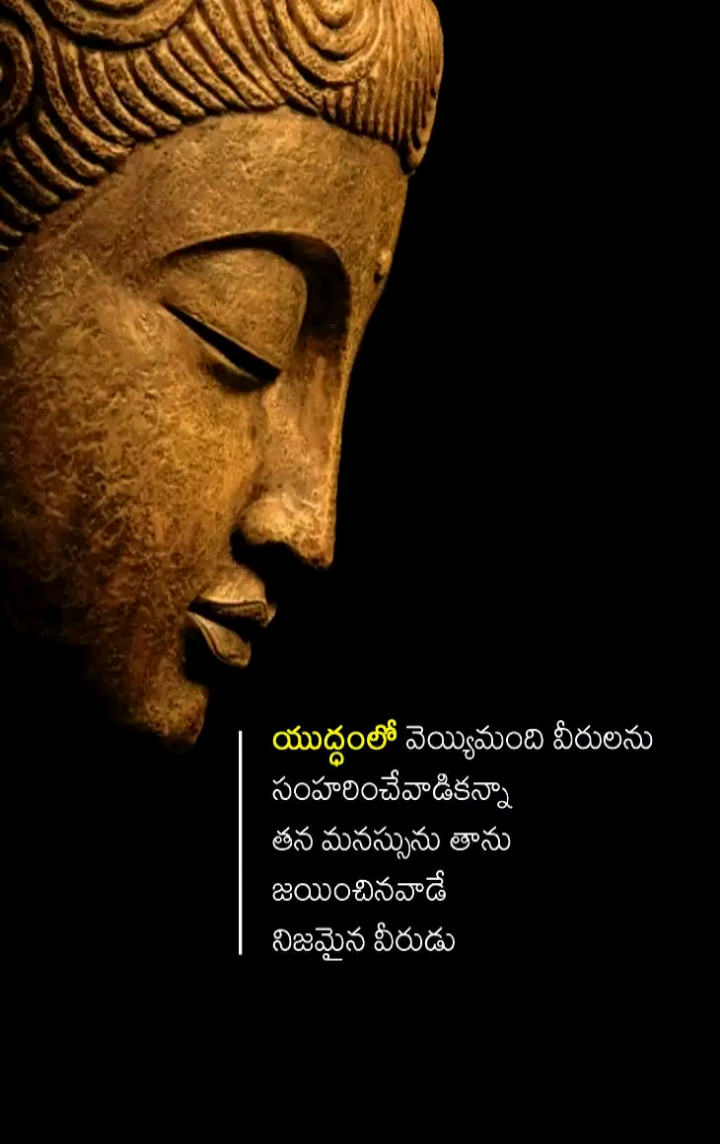 యుద్ధంలో వెయ్యిమంది వీరులను
సంహరించేవాడికన్నా
తన మనస్సును తాను
జయించినవాడే
నిజమైన వీరుడు